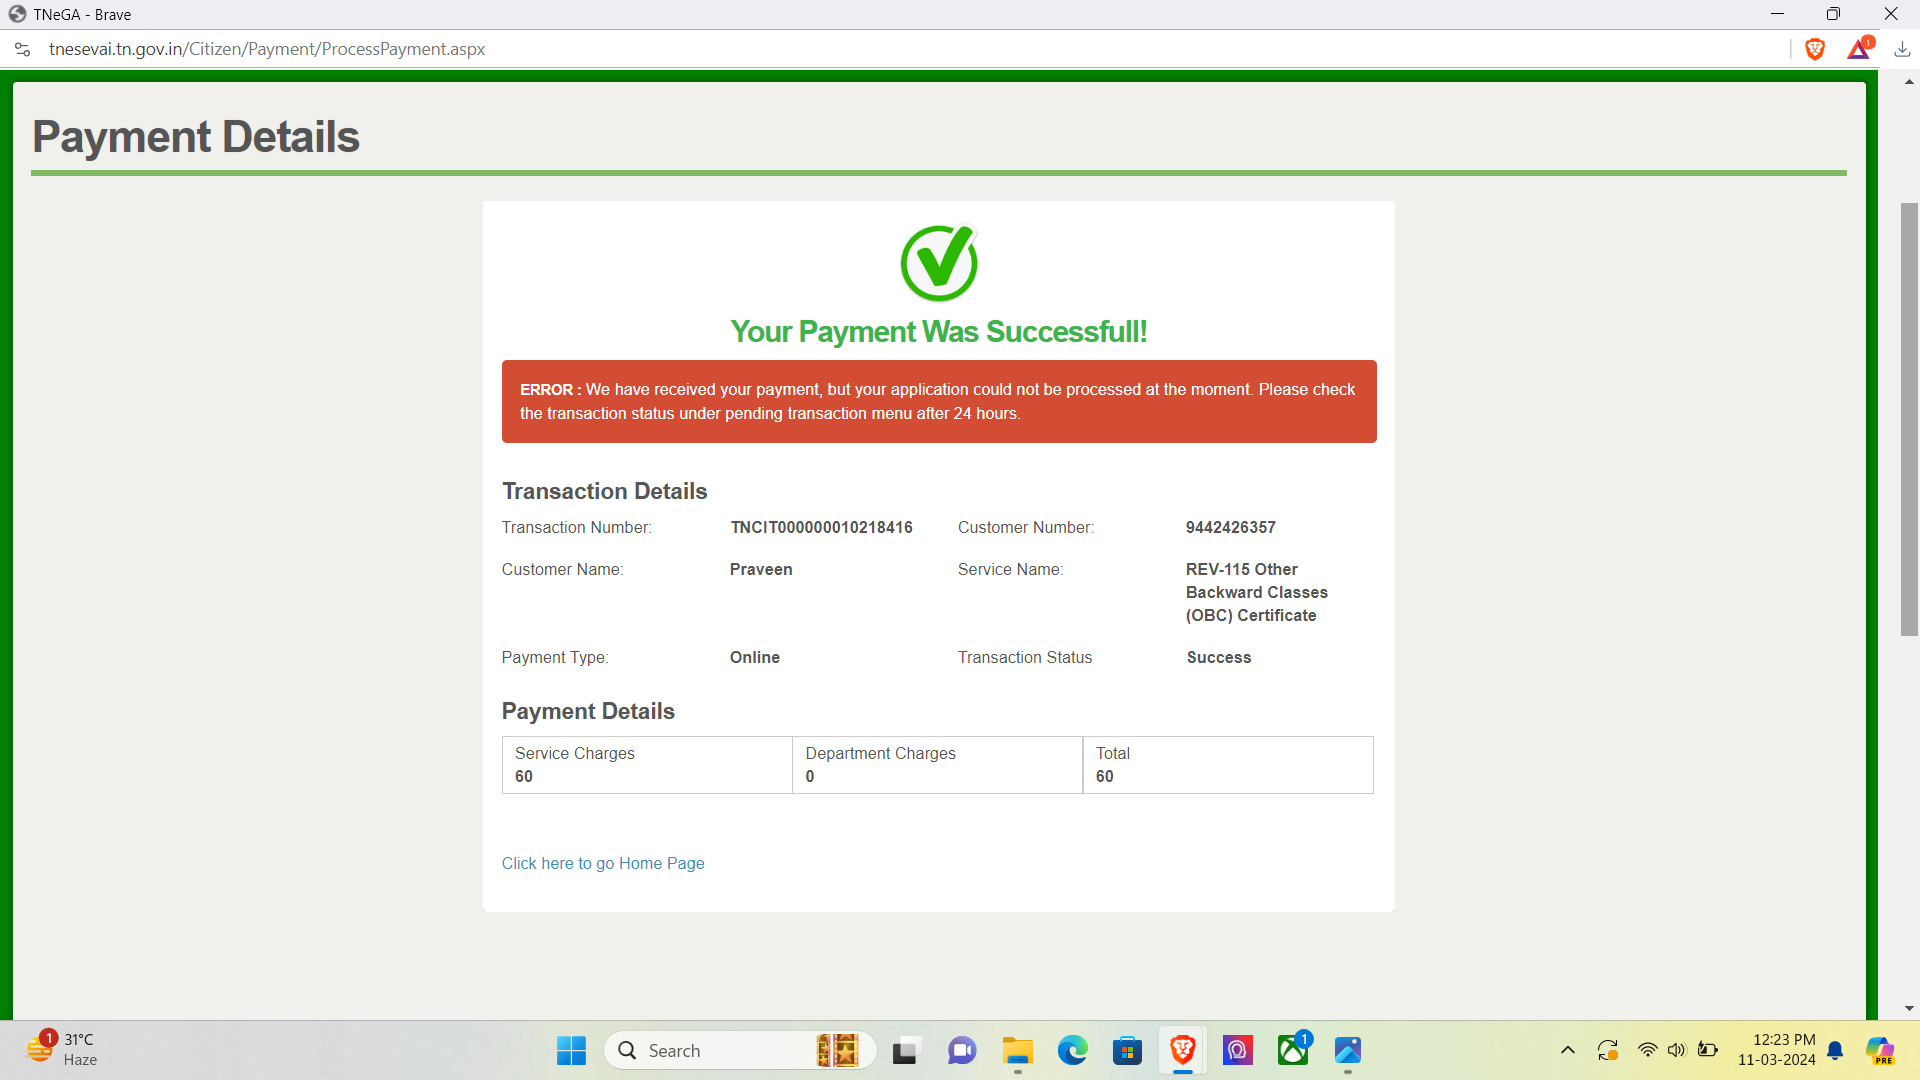 TNeGA - Brave
tnesevai.tn.gov.in/Citizen/Payment/ProcessPayment.aspx
1
Payment Details
Your Payment Was Successfull!
ERROR : We have received your payment, but your application could not be processed at the moment. Please check
the transaction status under pending transaction menu after 24 hours.
Transaction Details
Transaction Number: TNCIT000000010218416 Customer Number: 9442426357
Customer Name: Praveen Service Name: REV-115 Other
Backward Classes
(OBC) Certificate
Payment Type: Online Transaction Status Success
Payment Details
Service Charges Department Charges Total
60 0 60
Click here to go Home Page
1 31°C
Haze
Search
1
12:23 PM
11-03-2024
PRE
PRE